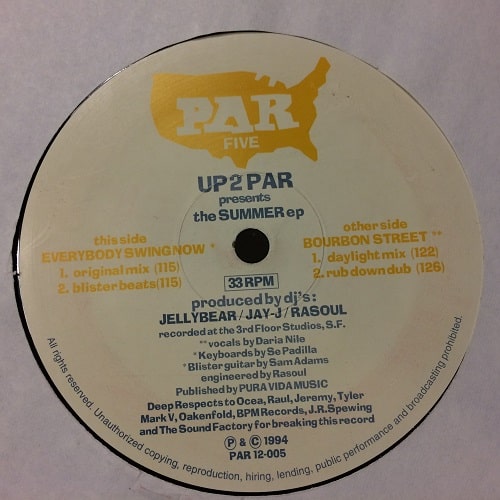 PAR
FIVE
UP 2 PAR
presents
the SUMMER ep
this side
EVERYBODY SWING NOW *
1. original mix (115)
2. blister beats (115)
other side
BOURBON STREET **
1. daylight mix (122)
2. rub down dub (126)
33 RPM
produced by dj's:
JELLYBEAR / JAY-J / RASOUL
recorded at the 3rd Floor Studios, S.F.
**vocals by Daria Nile
*Keyboards by Se Padilla
*Blister guitar by Sam Adams
engineered by Rasoul
Published by PURA VIDA MUSIC
Deep Respects to Ocea, Raul, Jeremy, Tyler
Mark V, Oakenfold, BPM Records, J.R. Spewing
and The Sound Factory for breaking this record
℗ & © 1994
PAR 12-005
All rights reserved. Unauthorized copying, reproduction, hiring, lending, public performance and broadcasting prohibited.